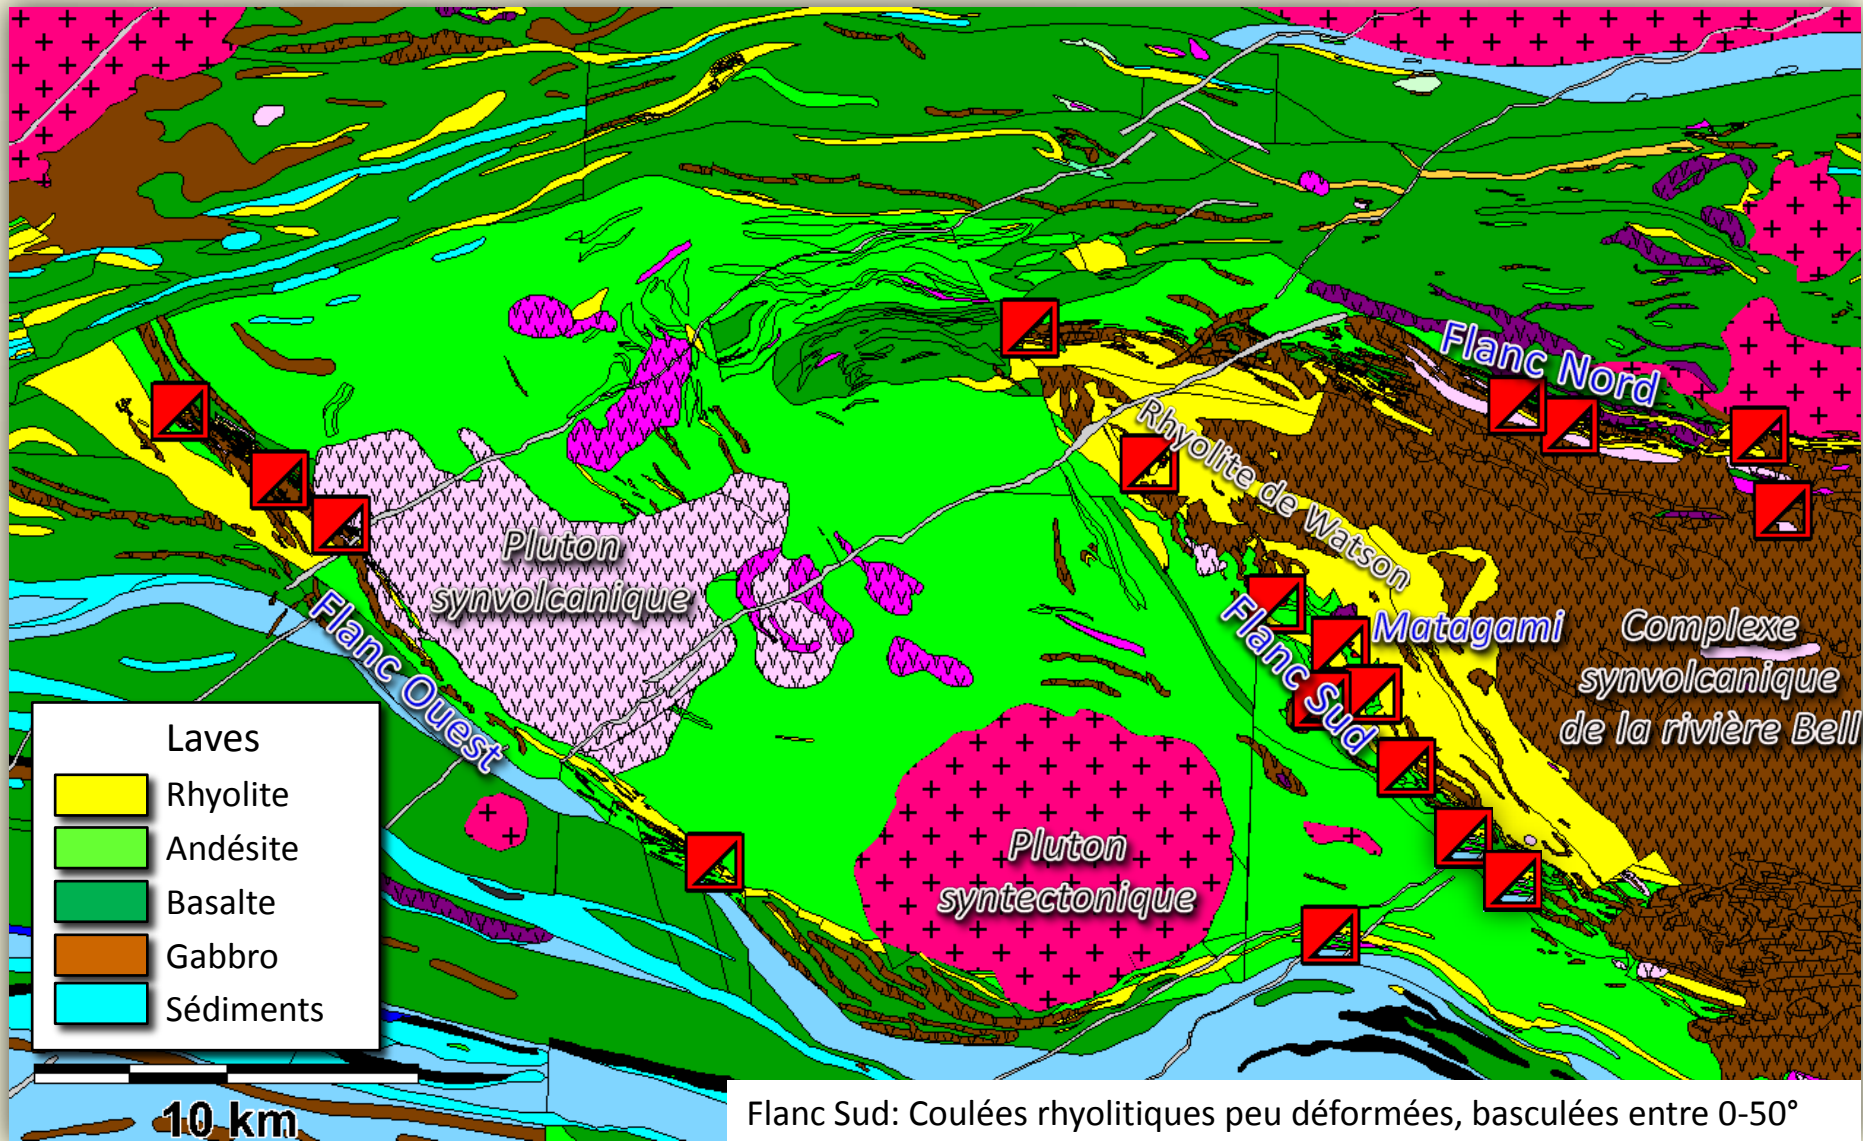 Flanc Nord
Rhyolite de Watson
Pluton
synvolcanique
Flanc Ouest
Flanc Sud
Matagami
Complexe
synvolcanique
de la rivière Bell
Pluton
syntectonique
Laves
Rhyolite
Andésite
Basalte
Gabbro
Sédiments
10 km
Flanc Sud: Coulées rhyolitiques peu déformées, basculées entre 0-50°